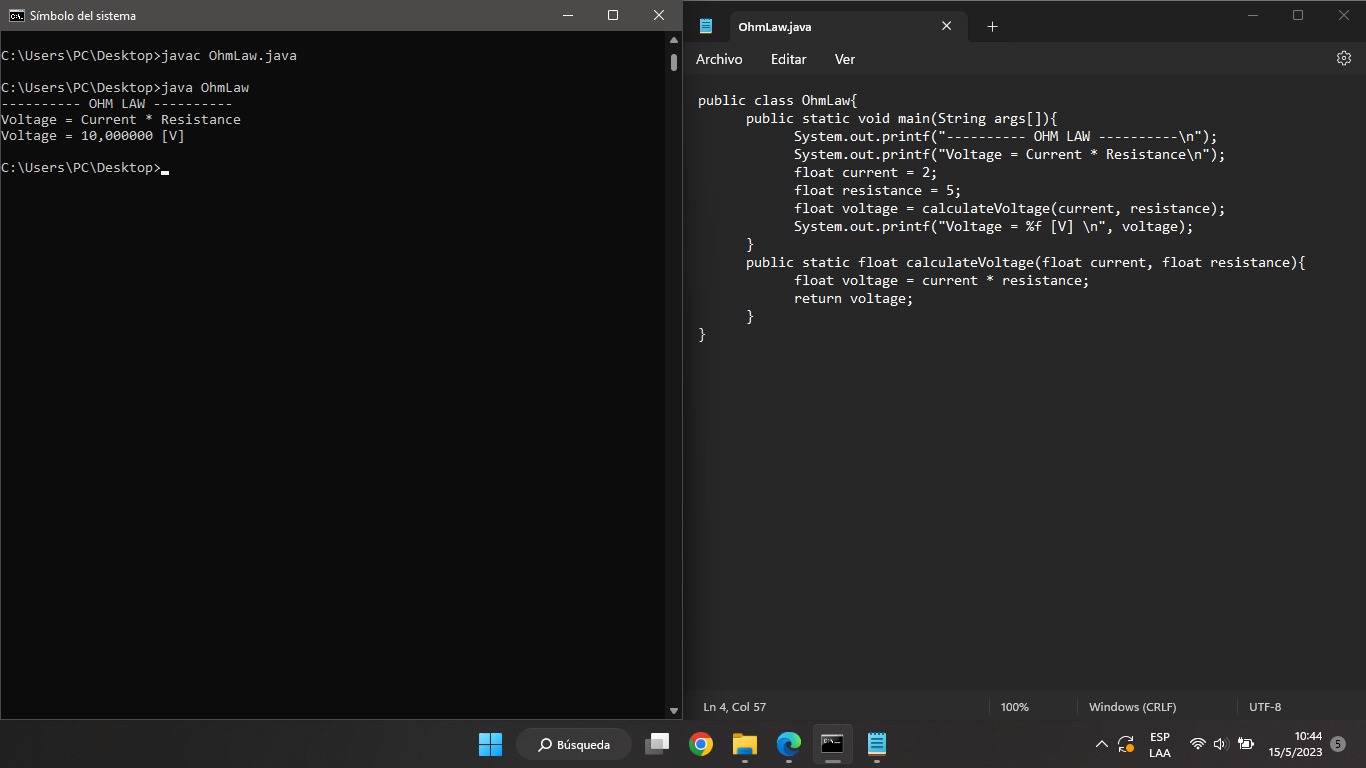 Símbolo del sistema
C:\Users\PC\Desktop>javac OhmLaw.java
C:\Users\PC\Desktop>java OhmLaw
---------- OHM LAW ----------
Voltage = Current * Resistance
Voltage = 10,000000 [V]
C:\Users\PC\Desktop>
OhmLaw.java
Archivo Editar Ver
public class OhmLaw{
public static void main(String args[]){
System.out.printf("---------- OHM LAW ----------\n");
System.out.printf("Voltage = Current * Resistance\n");
float current = 2;
float resistance = 5;
float voltage = calculateVoltage(current, resistance);
System.out.printf("Voltage = %f [V] \n", voltage);
}
public static float calculateVoltage(float current, float resistance){
float voltage = current * resistance;
return voltage;
}
}
Ln 4, Col 57 100% Windows (CRLF) UTF-8
Búsqueda
ESP
LAA
10:44
15/5/2023
5